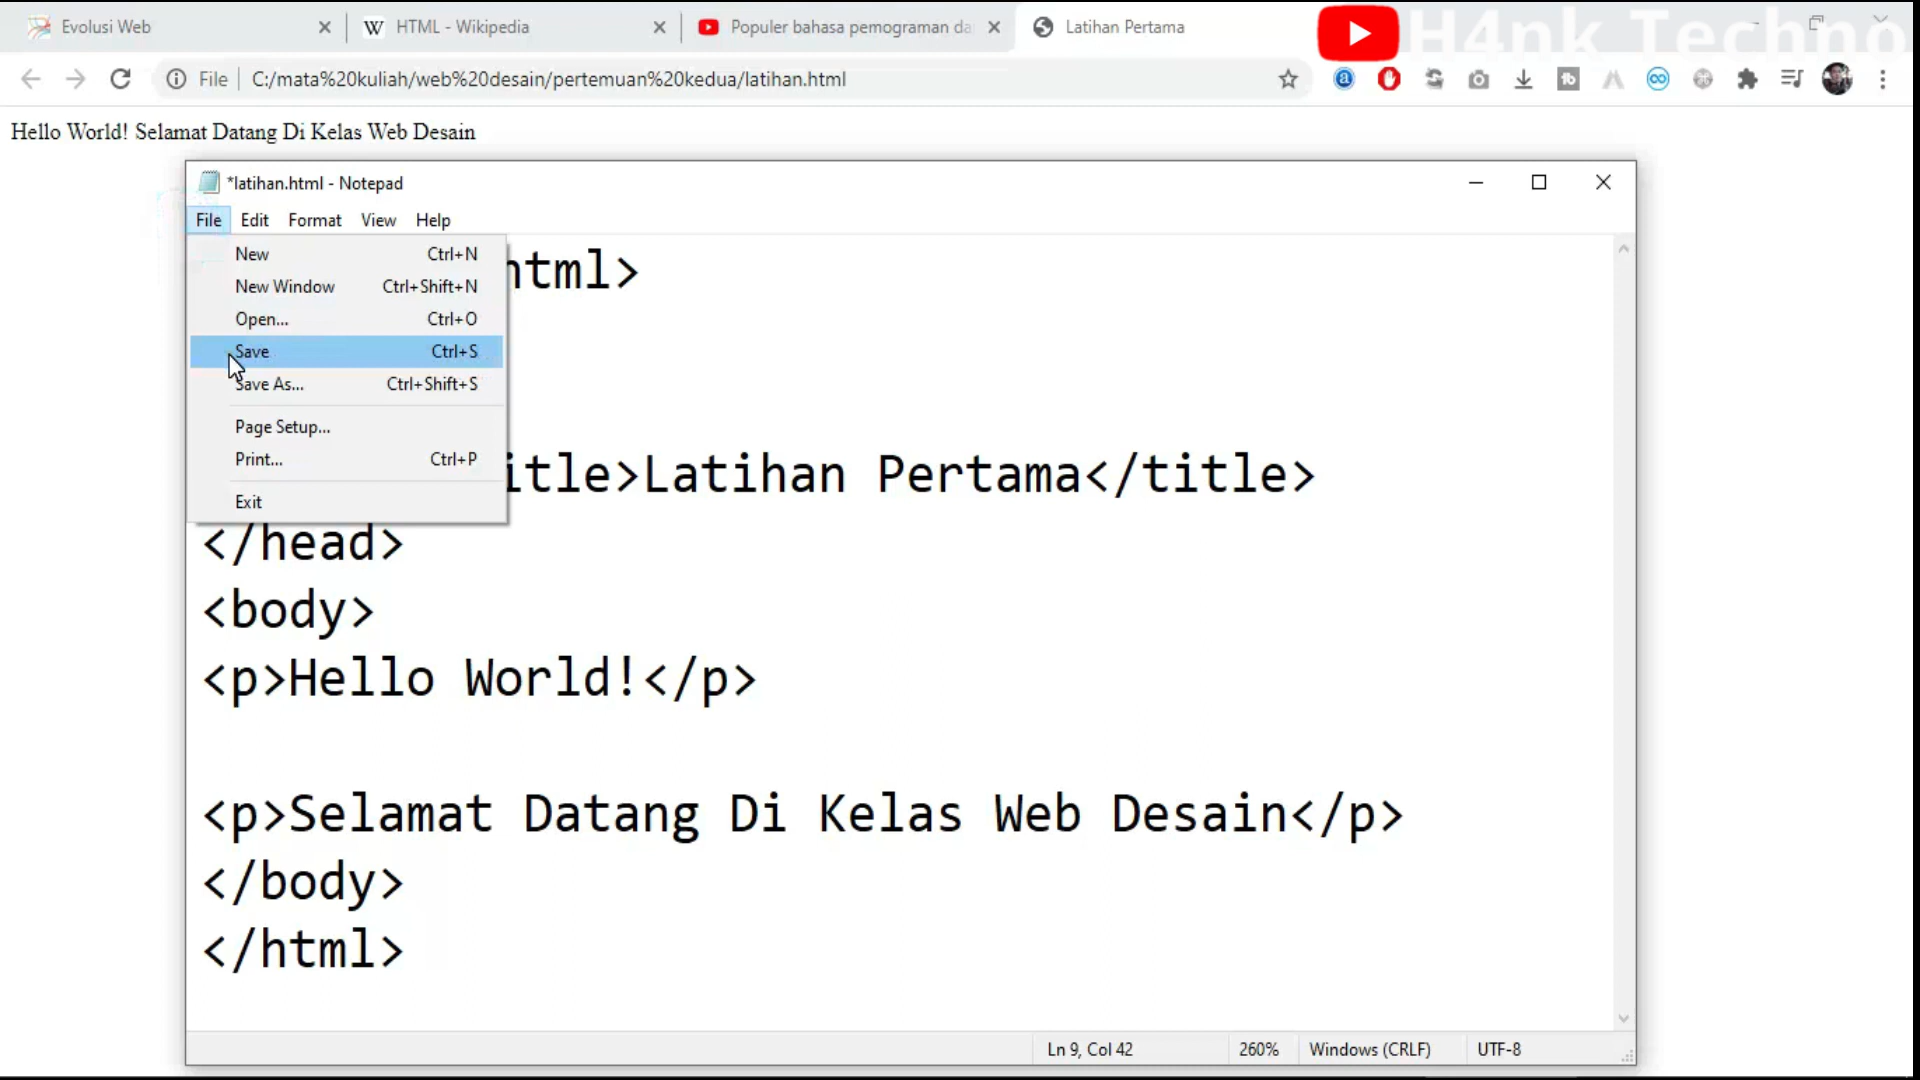 Evolusi Web
HTML - Wikipedia
Populer bahasa pemograman da
Latihan Pertama
H4nk Techno
File
C:/mata%20kuliah/web%20desain/pertemuan%20kedua/latihan.html
Hello World! Selamat Datang Di Kelas Web Desain
*latihan.html - Notepad
File Edit Format View Help
New Ctrl+N
New Window Ctrl+Shift+N
Open... Ctrl+O
Save Ctrl+S
Save As... Ctrl+Shift+S
Page Setup...
Print... Ctrl+P
Exit
html>
itle>Latihan Pertama</title>
</head>
<body>
<p>Hello World!</p>
<p>Selamat Datang Di Kelas Web Desain</p>
</body>
</html>
Ln 9, Col 42
260%
Windows (CRLF)
UTF-8